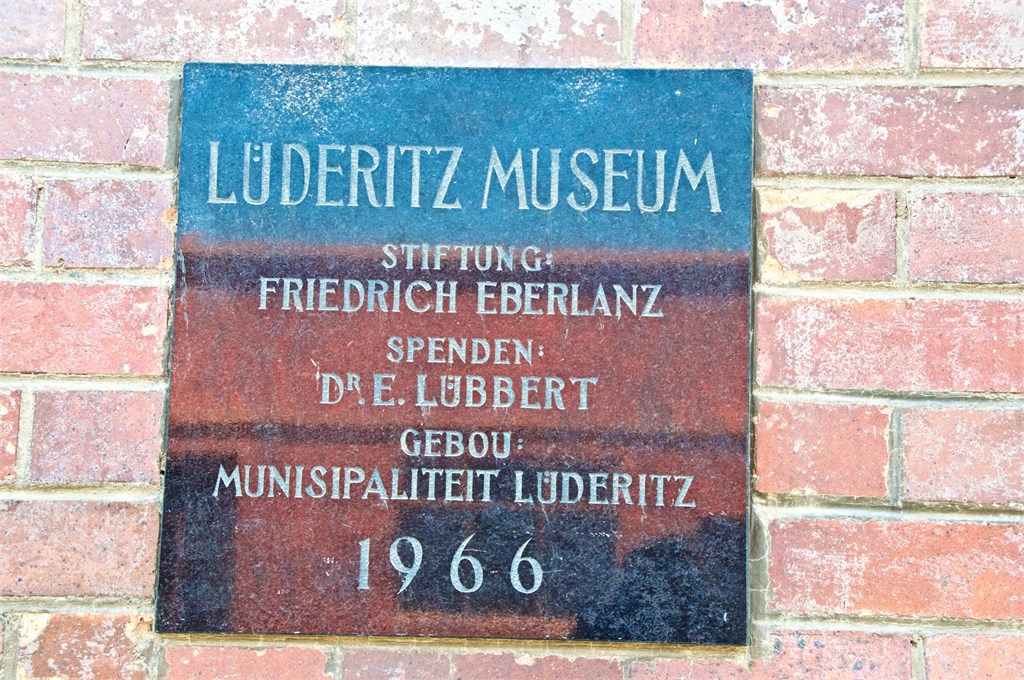 LÜDERITZ MUSEUM
STIFTUNG:
FRIEDRICH EBERLANZ
SPENDEN:
DR. E. LÜBBERT
GEBOU:
MUNISIPALITEIT LÜDERITZ
1966